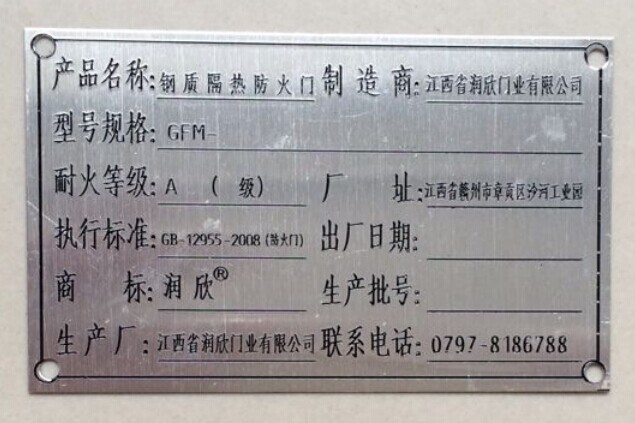 产品名称:钢质隔热防火门 制造商:江西省润欣门业有限公司
型号规格:GFM-
耐火等级:A(级) 厂址:江西省赣州市章贡区沙河工业园
执行标准:GB-12955-2008(防火门) 出厂日期:
商标:润欣® 生产批号:
生产厂:江西省润欣门业有限公司 联系电话:0797-8186788